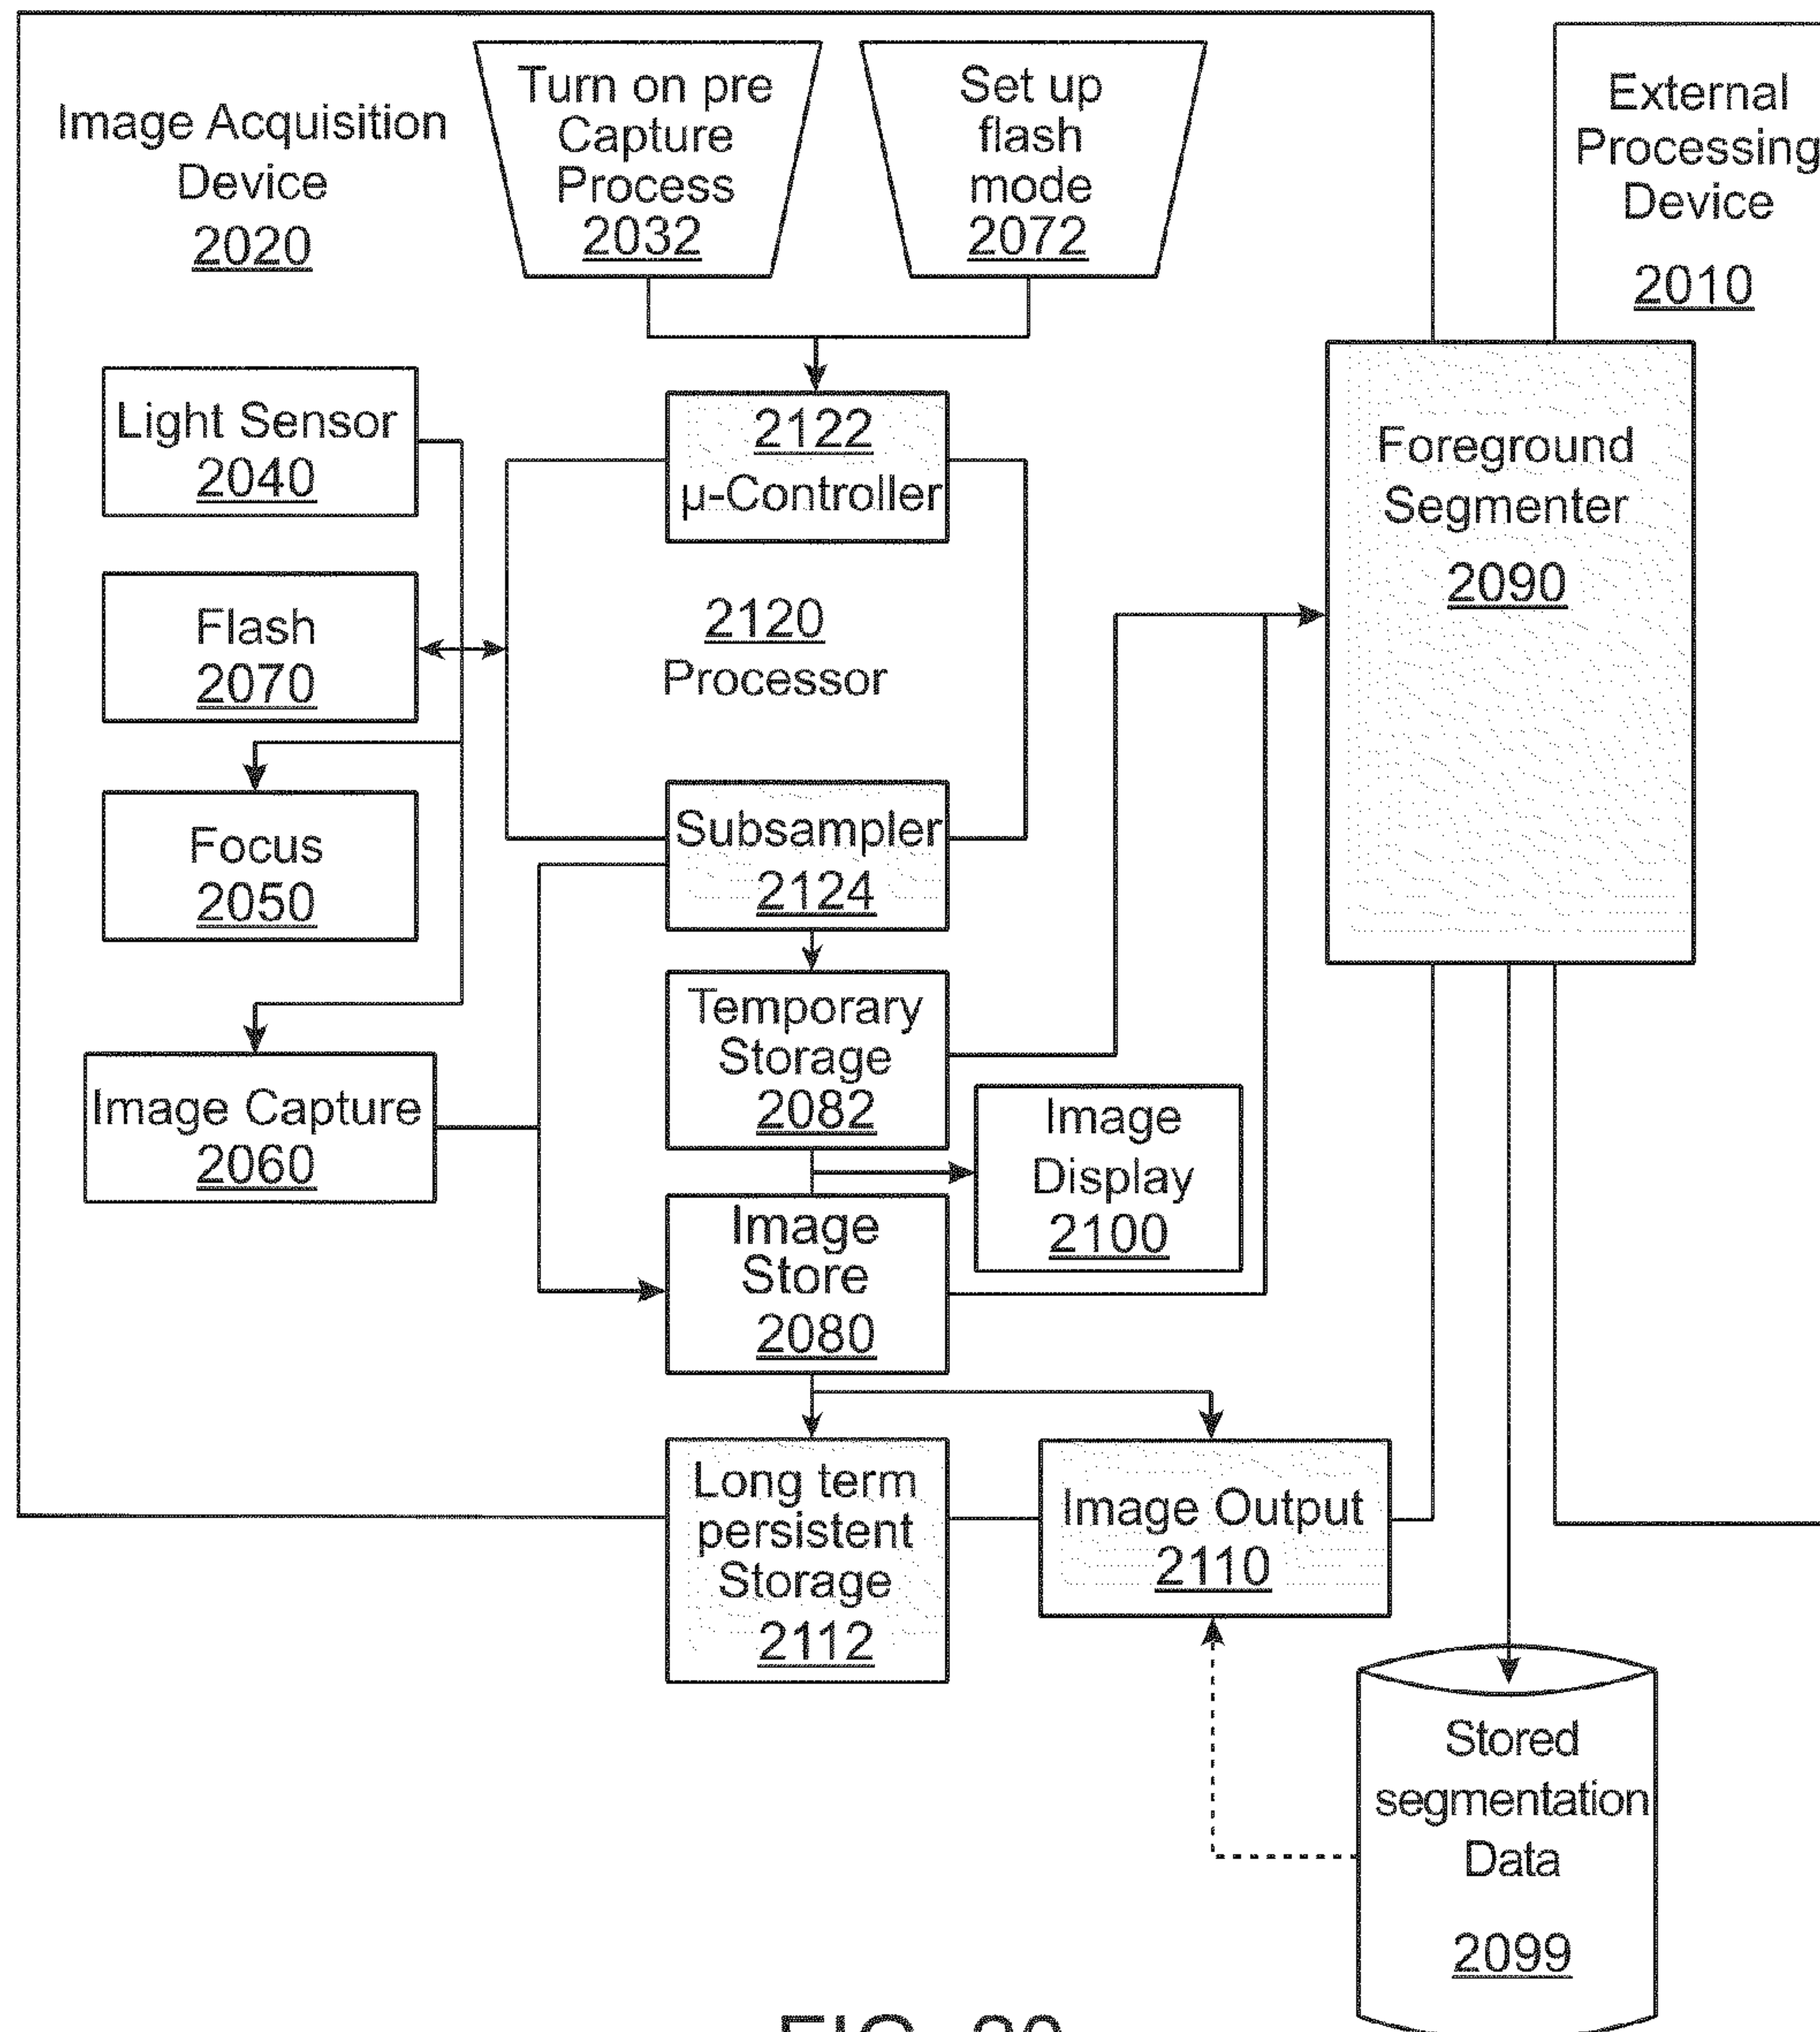 Image Acquisition
Device
2020
Turn on pre
Capture
Process
2032
Set up
flash
mode
2072
External
Processing
Device
2010
Light Sensor
2040
2122
µ-Controller
Foreground
Segmenter
2090
Flash
2070
2120
Processor
Focus
2050
Subsampler
2124
Temporary
Storage
2082
Image Capture
2060
Image
Display
2100
Image
Store
2080
Long term
persistent
Storage
2112
Image Output
2110
Stored
segmentation
Data
2099